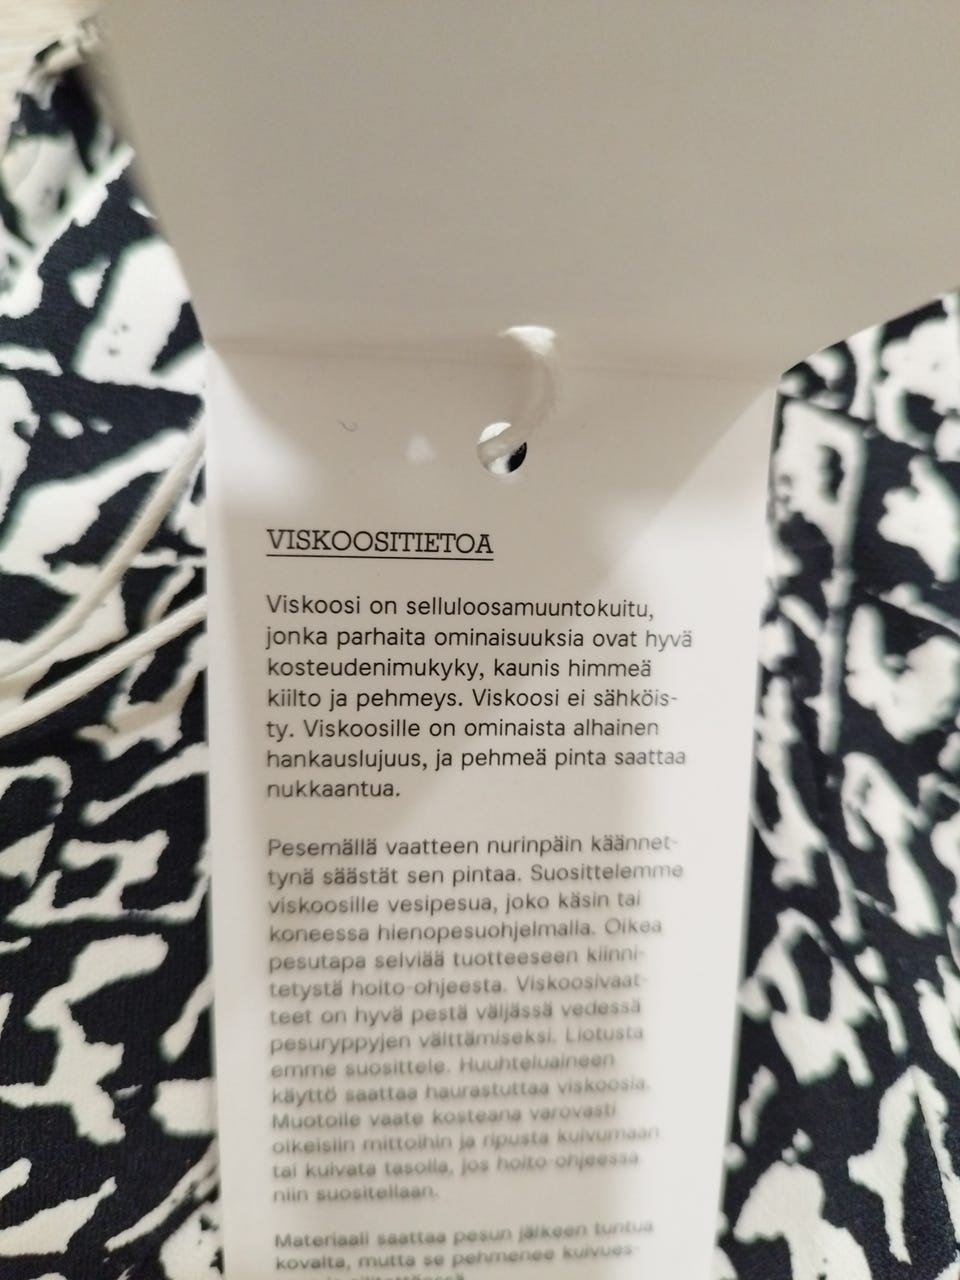 VISKOOSITIETOA
Viskoosi on selluloosamuuntokuitu,
jonka parhaita ominaisuuksia ovat hyvä
kosteudenimukyky, kaunis himmeä
kiilto ja pehmeys. Viskoosi ei sähköis-
ty. Viskoosille on ominaista alhainen
hankauslujuus, ja pehmeä pinta saattaa
nukkaantua.
Pesemällä vaatteen nurinpäin käännet-
tynä säästät sen pintaa. Suosittelemme
viskoosille vesipesua, joko käsin tai
koneessa hienopesuohjelmalla. Oikea
pesutapa selviää tuotteeseen kiinni-
tetystä hoito-ohjeesta. Viskoosivaat-
teet on hyvä pestä väljässä vedessä
pesuryppyjen välttämiseksi. Liotusta
emme suosittele. Huuhteluaineen
käyttö saattaa haurastuttaa viskoosia.
Muotoile vaate kosteana varovasti
oikeisiin mittoihin ja ripusta kuivumaan
tai kuivata tasolla, jos hoito-ohjeessa
niin suositellaan.
Materiaali saattaa pesun jälkeen tuntua
kovalta, mutta se pehmenee kuivues-